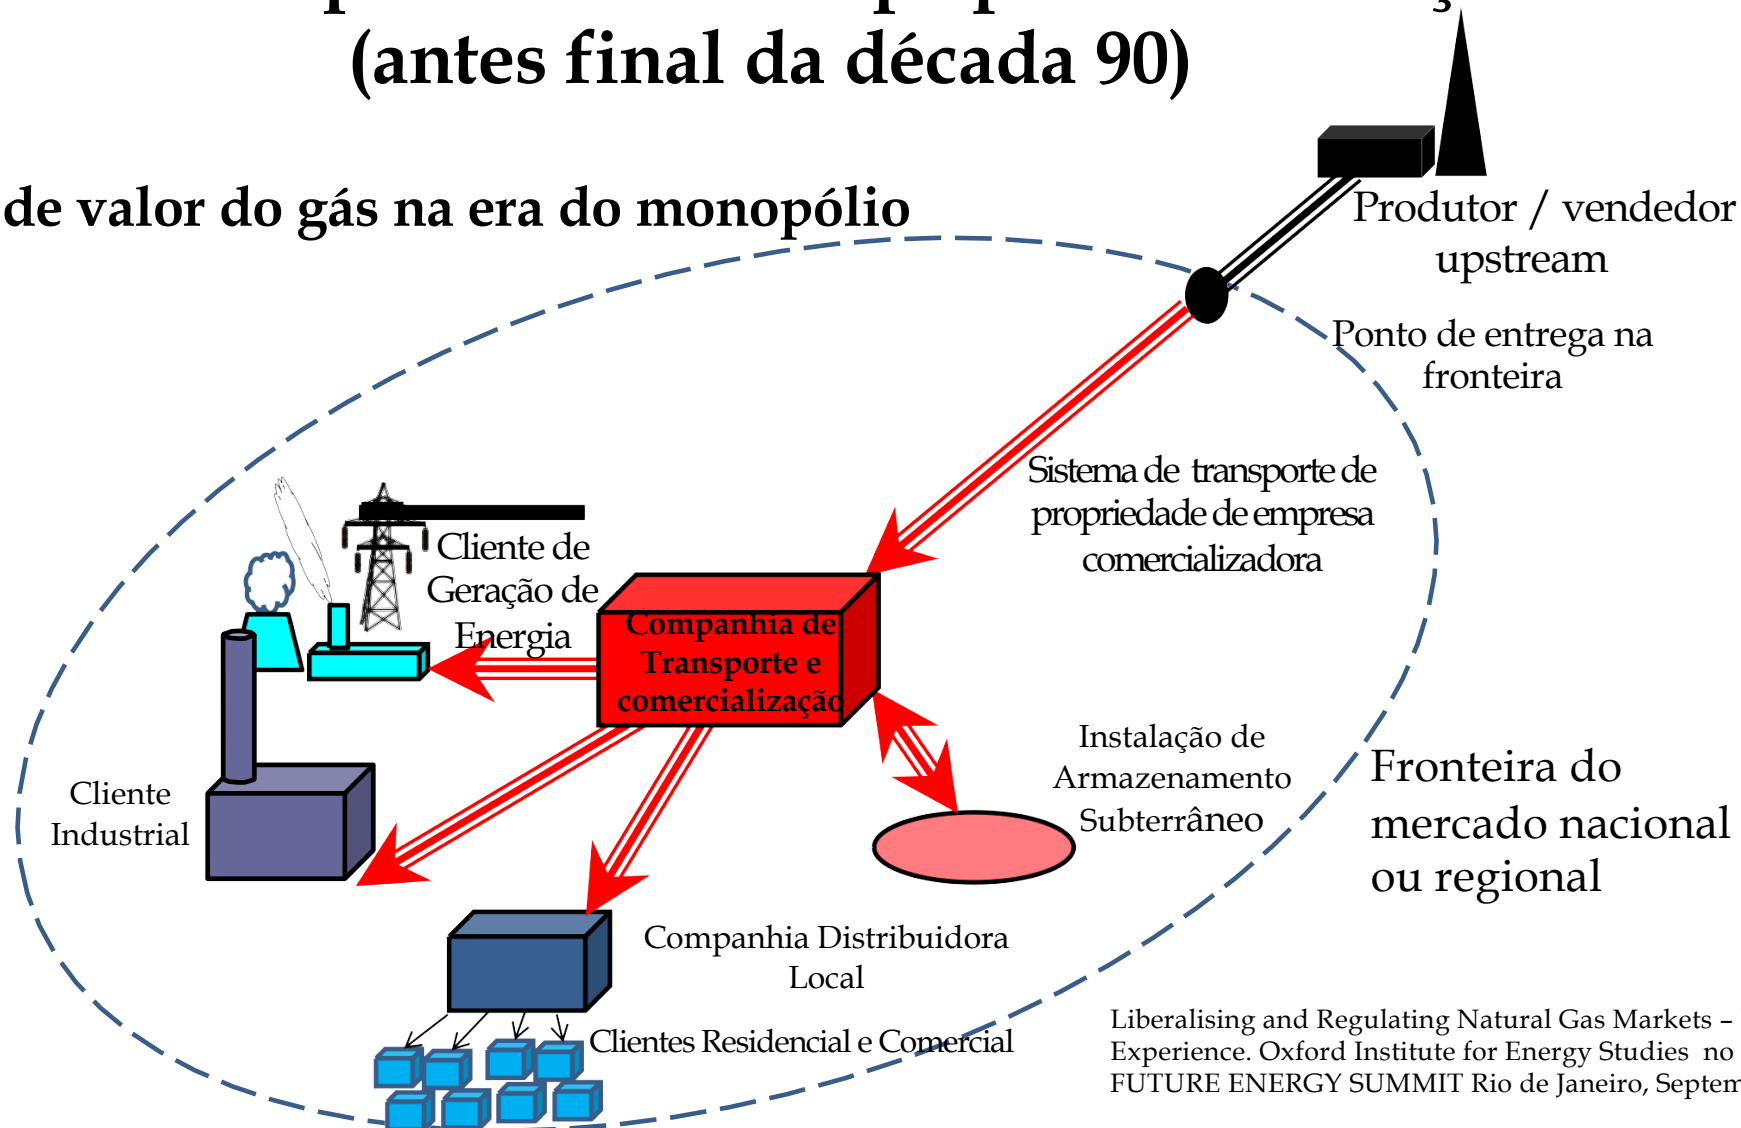 (antes final da década 90)
de valor do gás na era do monopólio
Produtor / vendedor
upstream
Ponto de entrega na
fronteira
Sistema de transporte de
propriedade de empresa
comercializadora
Cliente de
Geração de
Energia
Companhia de
Transporte e
comercialização
Instalação de
Armazenamento
Subterrâneo
Fronteira do
mercado nacional
ou regional
Cliente
Industrial
Companhia Distribuidora
Local
Clientes Residencial e Comercial
Liberalising and Regulating Natural Gas Markets –
Experience. Oxford Institute for Energy Studies no
FUTURE ENERGY SUMMIT Rio de Janeiro,